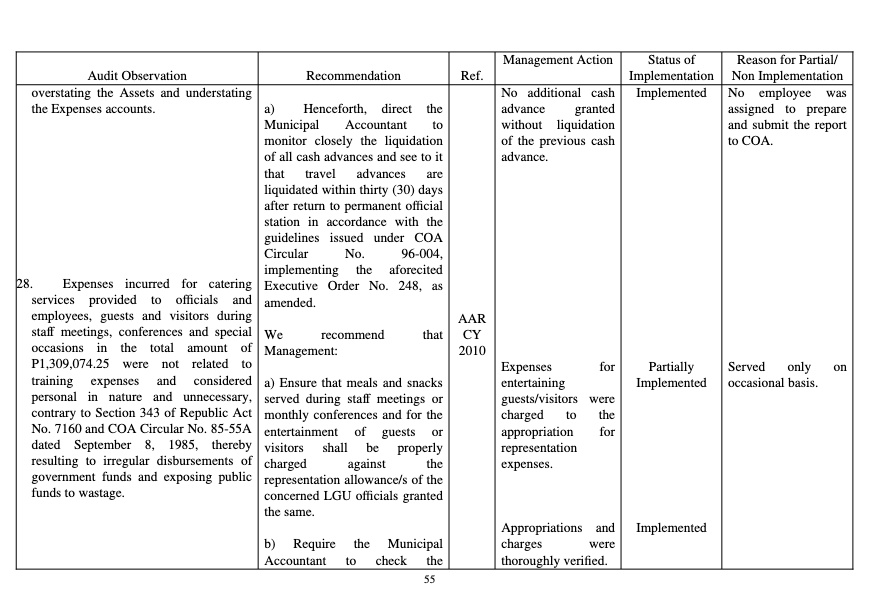 Audit Observation
Recommendation
Ref.
Management Action
Status of
Implementation
Reason for Partial/
Non Implementation
overstating the Assets and understating
the Expenses accounts.
28. Expenses incurred for catering
services provided to officials and
employees, guests and visitors during
staff meetings, conferences and special
occasions in the total amount of
P1,309,074.25 were not related to
training expenses and considered
personal in nature and unnecessary,
contrary to Section 343 of Republic Act
No. 7160 and COA Circular No. 85-55A
dated September 8, 1985, thereby
resulting to irregular disbursements of
government funds and exposing public
funds to wastage.
a) Henceforth, direct the
Municipal Accountant to
monitor closely the liquidation
of all cash advances and see to it
that travel advances are
liquidated within thirty (30) days
after return to permanent official
station in accordance with the
guidelines issued under COA
Circular No. 96-004,
implementing the aforecited
Executive Order No. 248, as
amended.
We recommend that
Management:
a) Ensure that meals and snacks
served during staff meetings or
monthly conferences and for the
entertainment of guests or
visitors shall be properly
charged against the
representation allowance/s of the
concerned LGU officials granted
the same.
b) Require the Municipal
Accountant to check the
AAR
CY
2010
No additional cash
advance granted
without liquidation
of the previous cash
advance.
Expenses for
entertaining
guests/visitors were
charged to the
appropriation for
representation
expenses.
Appropriations and
charges were
thoroughly verified.
Implemented
Partially
Implemented
Implemented
No employee was
assigned to prepare
and submit the report
to COA.
Served only on
occasional basis.
55